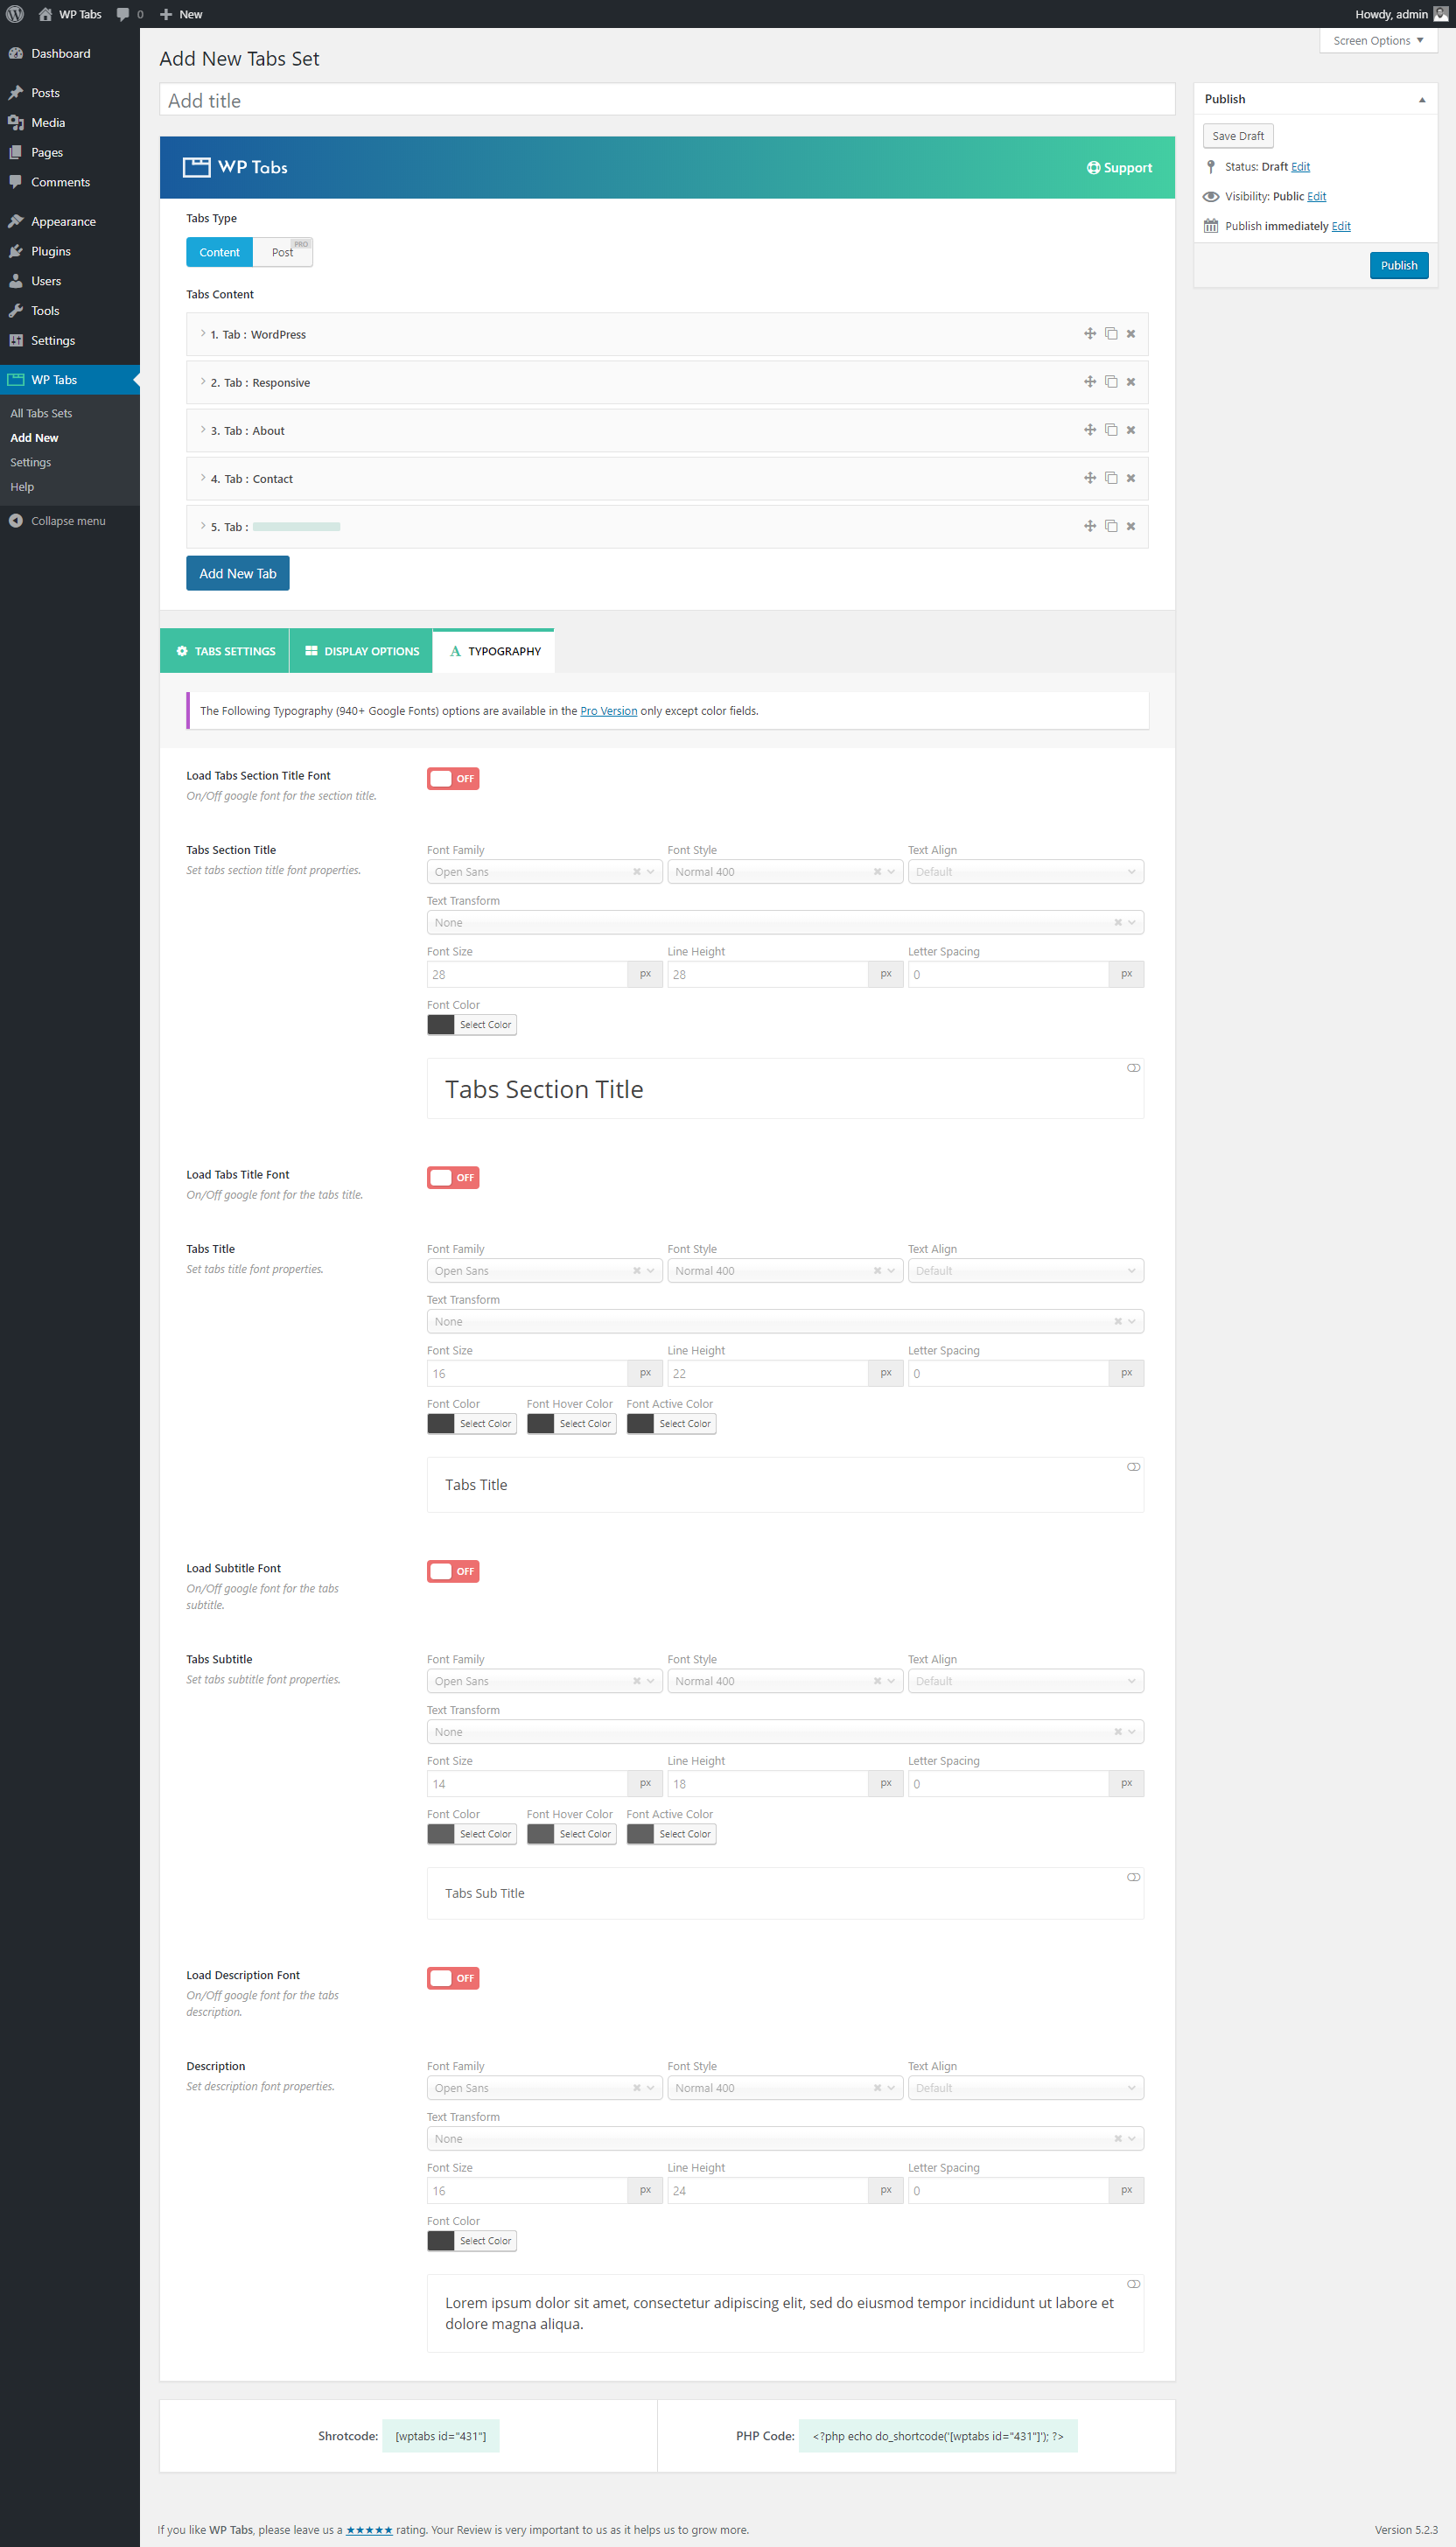 WP Tabs 0 New Howdy, admin
Screen Options
Dashboard
Posts
Media
Pages
Comments
Appearance
Plugins
Users
Tools
Settings
WP Tabs
All Tabs Sets
Add New
Settings
Help
Collapse menu
Add New Tabs Set
Add title
WP Tabs Support
Tabs Type
Content Post PRO
Tabs Content
1. Tab : WordPress
2. Tab : Responsive
3. Tab : About
4. Tab : Contact
5. Tab :
Add New Tab
Publish
Save Draft
Status: Draft Edit
Visibility: Public Edit
Publish immediately Edit
Publish
TABS SETTINGS DISPLAY OPTIONS TYPOGRAPHY
The Following Typography (940+ Google Fonts) options are available in the Pro Version only except color fields.
Load Tabs Section Title Font OFF
On/Off google font for the section title.
Tabs Section Title
Set tabs section title font properties.
Font Family Font Style Text Align
Open Sans Normal 400 Default
Text Transform
None
Font Size Line Height Letter Spacing
28 px 28 px 0 px
Font Color
Select Color
Tabs Section Title
Load Tabs Title Font OFF
On/Off google font for the tabs title.
Tabs Title
Set tabs title font properties.
Font Family Font Style Text Align
Open Sans Normal 400 Default
Text Transform
None
Font Size Line Height Letter Spacing
16 px 22 px 0 px
Font Color Font Hover Color Font Active Color
Select Color Select Color Select Color
Tabs Title
Load Subtitle Font OFF
On/Off google font for the tabs
subtitle.
Tabs Subtitle
Set tabs subtitle font properties.
Font Family Font Style Text Align
Open Sans Normal 400 Default
Text Transform
None
Font Size Line Height Letter Spacing
14 px 18 px 0 px
Font Color Font Hover Color Font Active Color
Select Color Select Color Select Color
Tabs Sub Title
Load Description Font OFF
On/Off google font for the tabs
description.
Description
Set description font properties.
Font Family Font Style Text Align
Open Sans Normal 400 Default
Text Transform
None
Font Size Line Height Letter Spacing
16 px 24 px 0 px
Font Color
Select Color
Lorem ipsum dolor sit amet, consectetur adipiscing elit, sed do eiusmod tempor incididunt ut labore et
dolore magna aliqua.
Shrotcode: [wptabs id="431"]
PHP Code: <?php echo do_shortcode('[wptabs id="431"]'); ?>
If you like WP Tabs, please leave us a ★★★★★ rating. Your Review is very important to us as it helps us to grow more.
Version 5.2.3